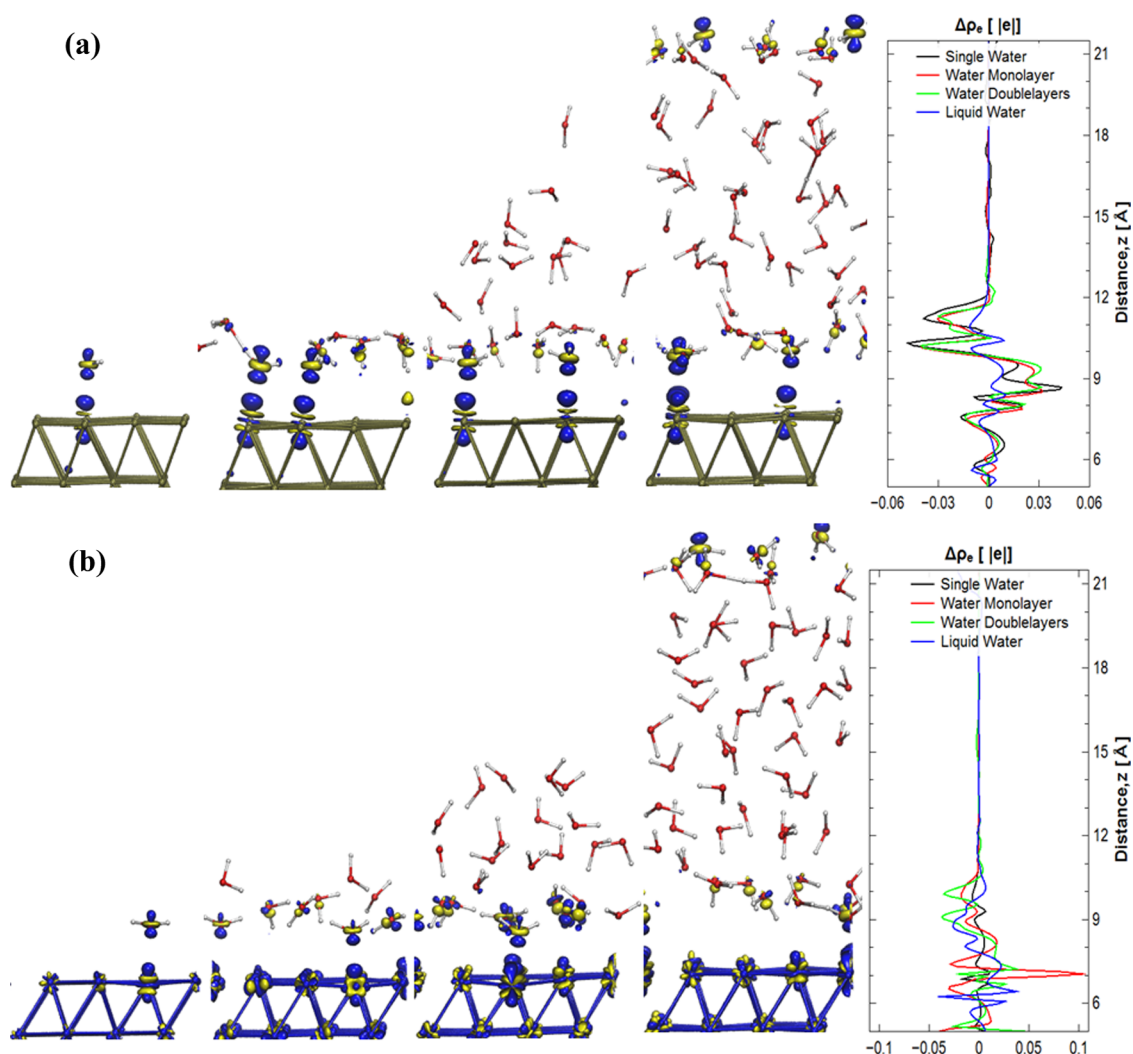 (a)
Δρₑ [ |e|]
Single Water
Water Monolayer
Water Doublelayers
Liquid Water
21
18
15
12
9
6
Distance,z [Å]
−0.06 −0.03 0 0.03 0.06
(b)
Δρₑ [ |e|]
Single Water
Water Monolayer
Water Doublelayers
Liquid Water
21
18
15
12
9
6
Distance,z [Å]
−0.1 −0.05 0 0.05 0.1